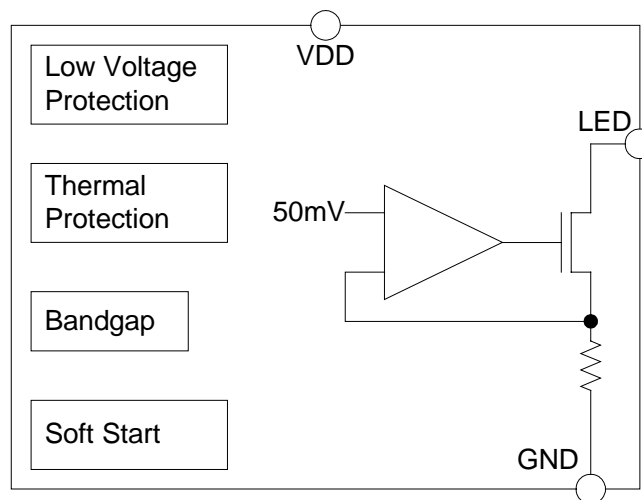 VDD
Low Voltage
Protection
LED
Thermal
Protection
50mV
Bandgap
Soft Start
GND